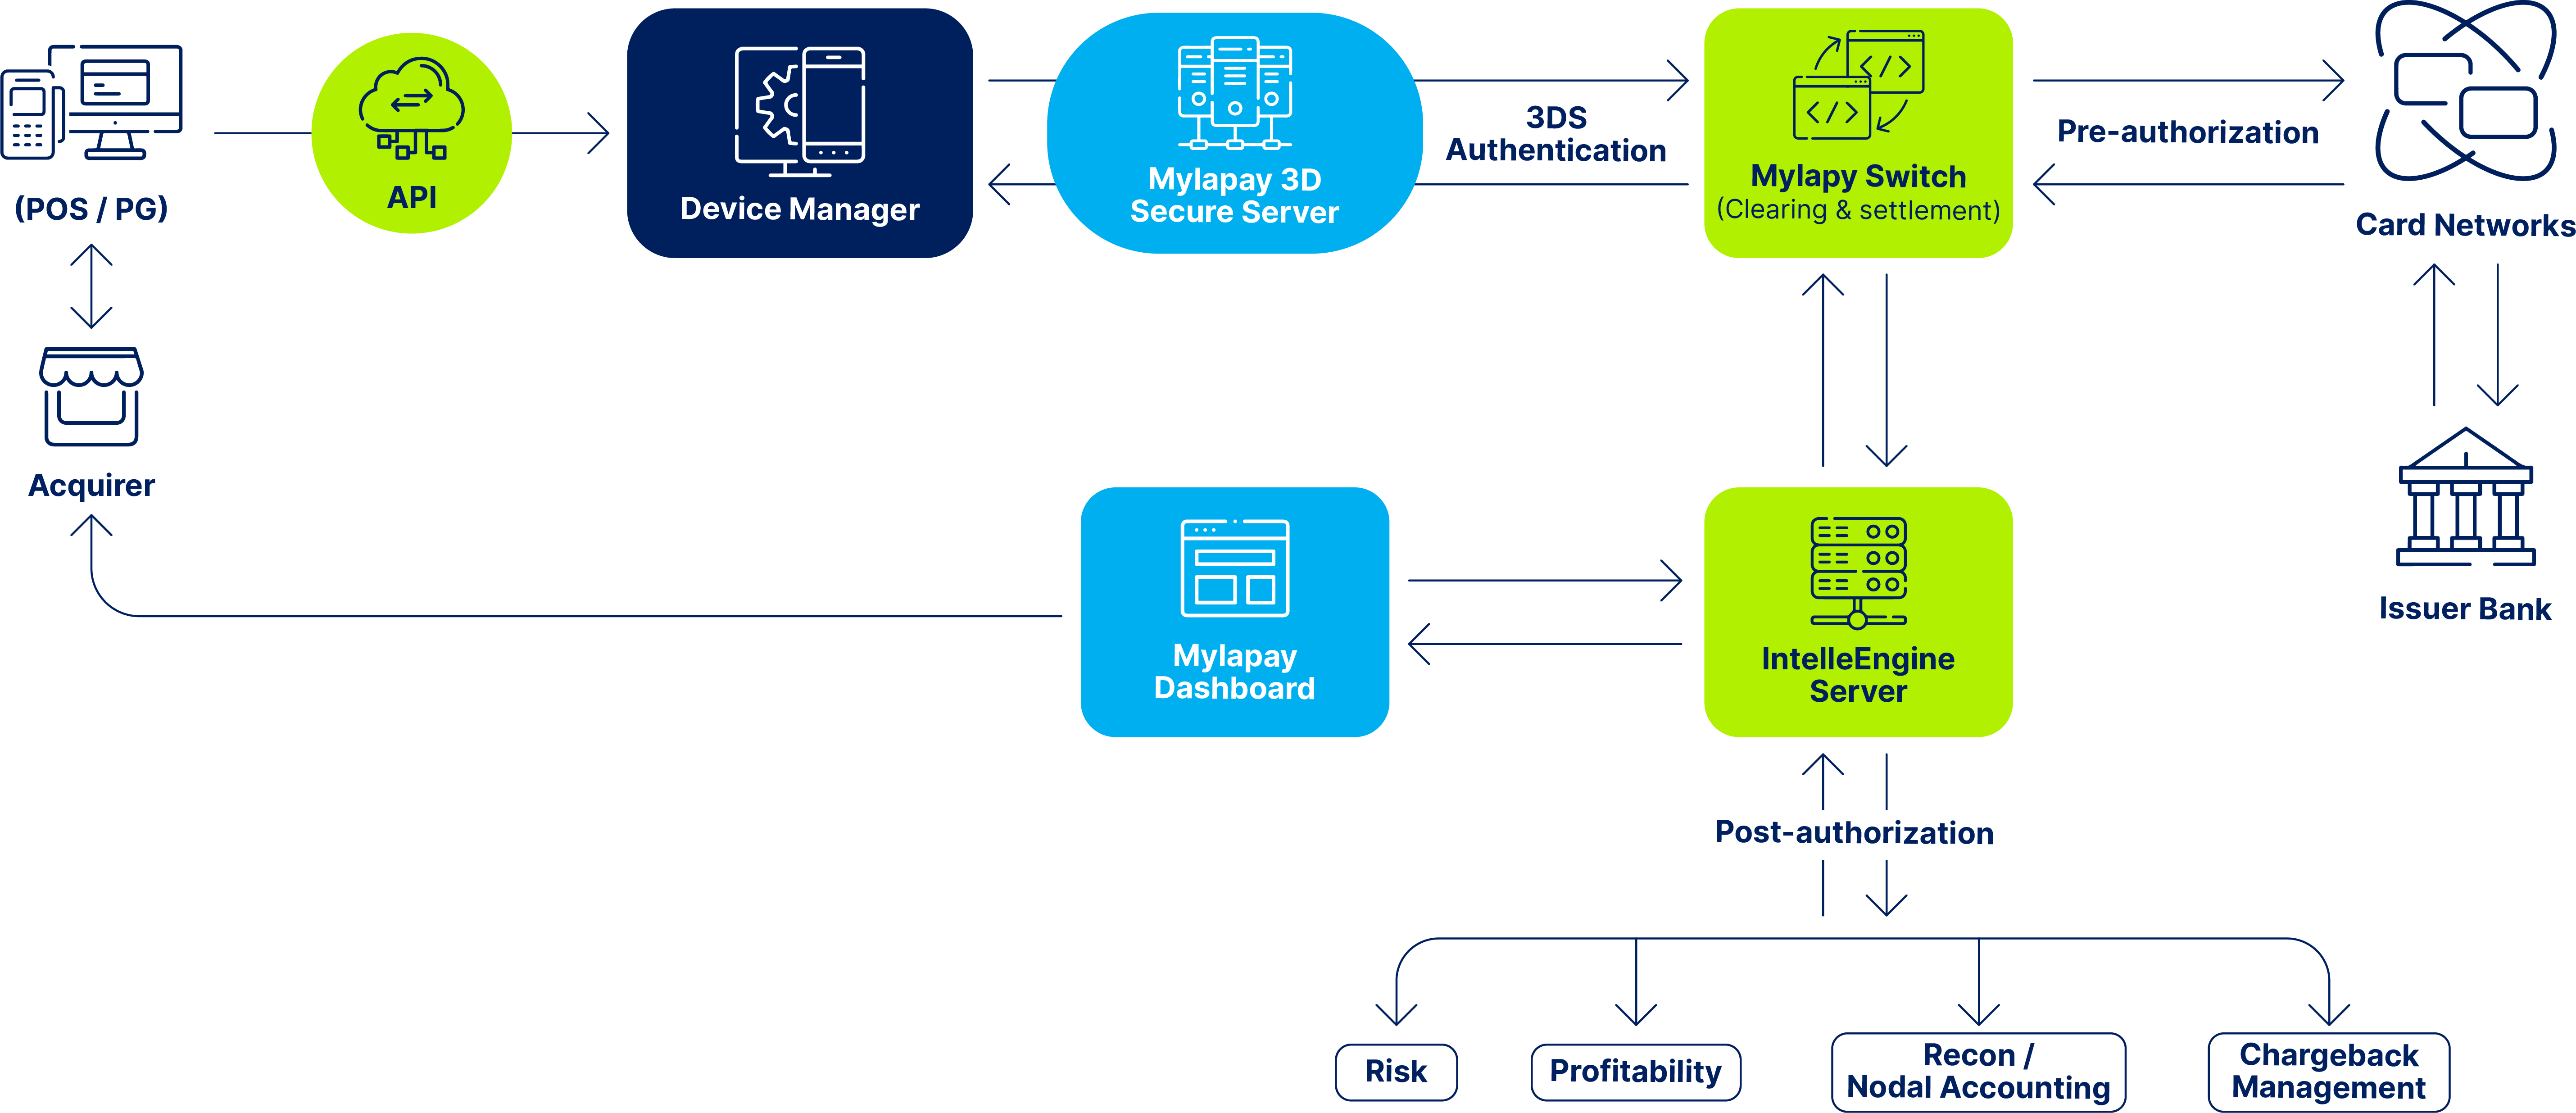 (POS / PG)
API
Device Manager
Mylapay 3D
Secure Server
3DS
Authentication
Mylapy Switch
(Clearing & settlement)
Pre-authorization
Card Networks
Acquirer
Mylapay
Dashboard
IntelleEngine
Server
Issuer Bank
Post-authorization
Risk
Profitability
Recon /
Nodal Accounting
Chargeback
Management